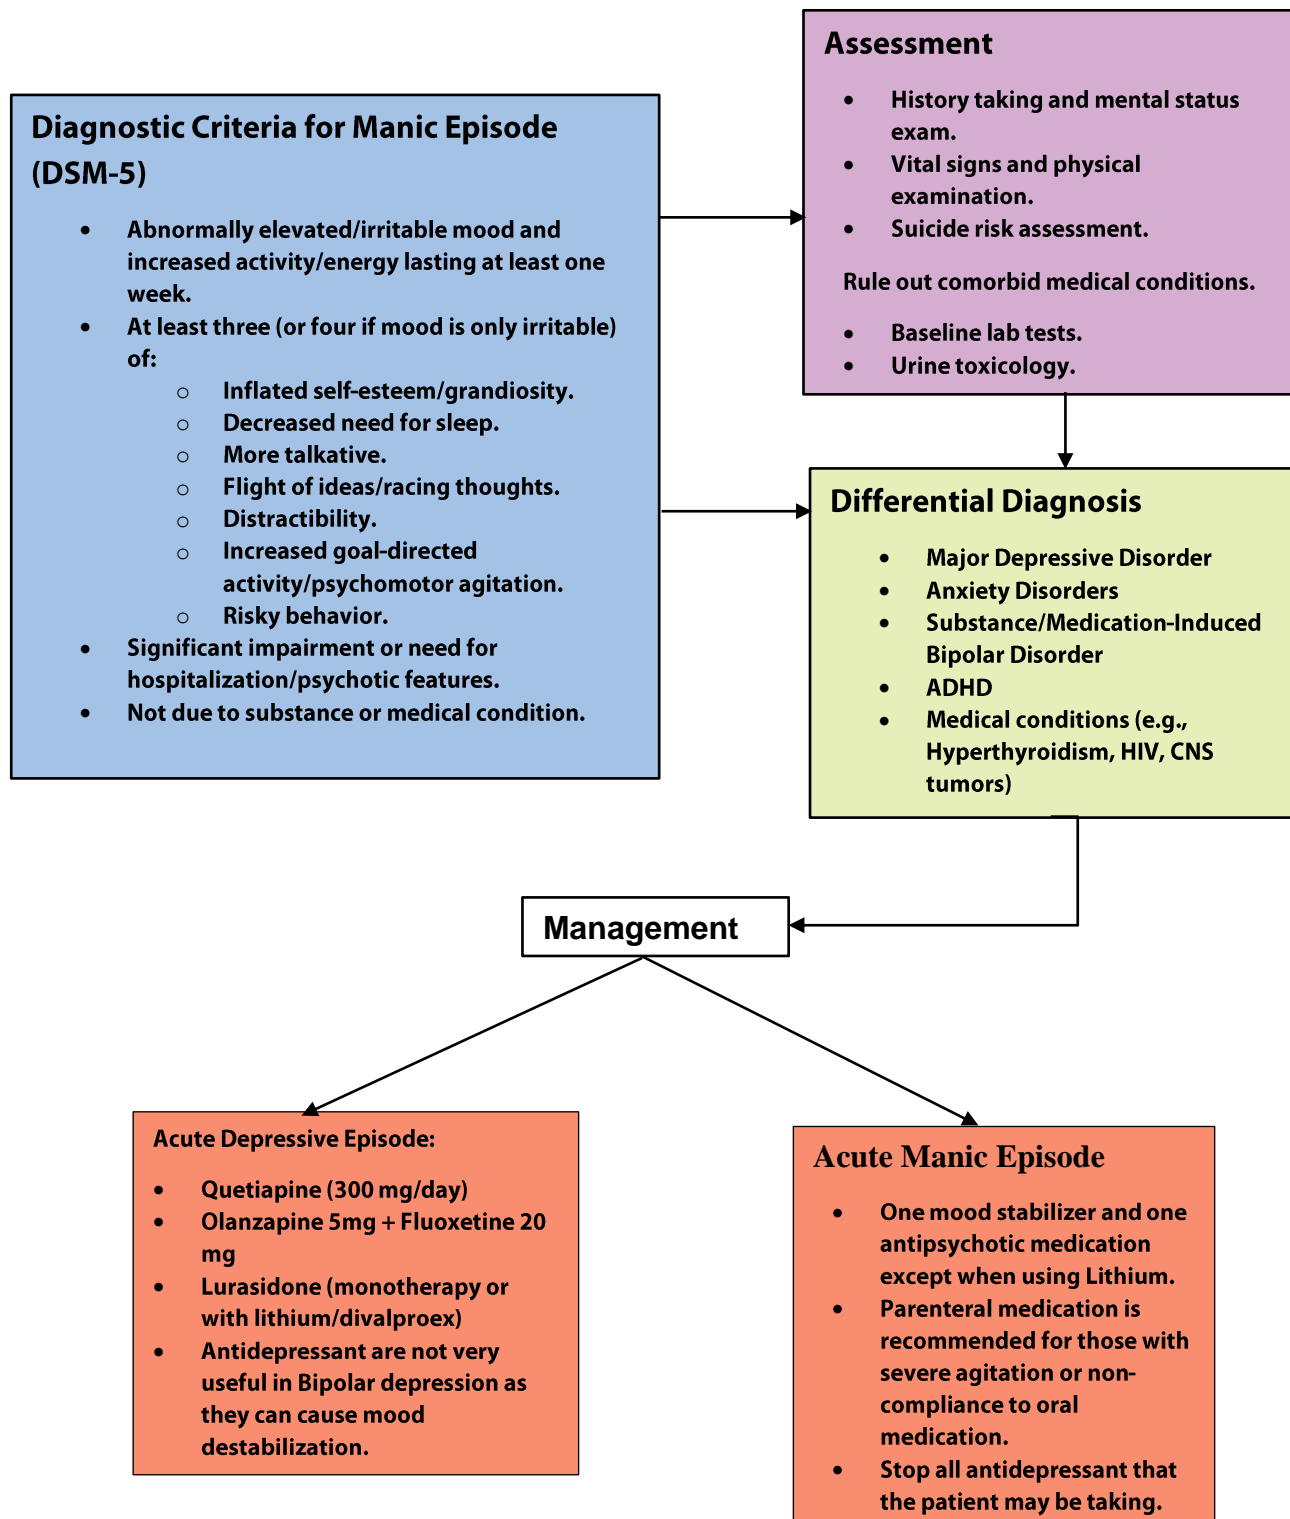 Diagnostic Criteria for Manic Episode
(DSM-5)
• Abnormally elevated/irritable mood and
increased activity/energy lasting at least one
week.
• At least three (or four if mood is only irritable)
of:
o Inflated self-esteem/grandiosity.
o Decreased need for sleep.
o More talkative.
o Flight of ideas/racing thoughts.
o Distractibility.
o Increased goal-directed
activity/psychomotor agitation.
o Risky behavior.
• Significant impairment or need for
hospitalization/psychotic features.
• Not due to substance or medical condition.
Assessment
• History taking and mental status
exam.
• Vital signs and physical
examination.
• Suicide risk assessment.
Rule out comorbid medical conditions.
• Baseline lab tests.
• Urine toxicology.
Differential Diagnosis
• Major Depressive Disorder
• Anxiety Disorders
• Substance/Medication-Induced
Bipolar Disorder
• ADHD
• Medical conditions (e.g.,
Hyperthyroidism, HIV, CNS
tumors)
Management
Acute Depressive Episode:
• Quetiapine (300 mg/day)
• Olanzapine 5mg + Fluoxetine 20
mg
• Lurasidone (monotherapy or
with lithium/divalproex)
• Antidepressant are not very
useful in Bipolar depression as
they can cause mood
destabilization.
Acute Manic Episode
• One mood stabilizer and one
antipsychotic medication
except when using Lithium.
• Parenteral medication is
recommended for those with
severe agitation or non-
compliance to oral
medication.
• Stop all antidepressant that
the patient may be taking.